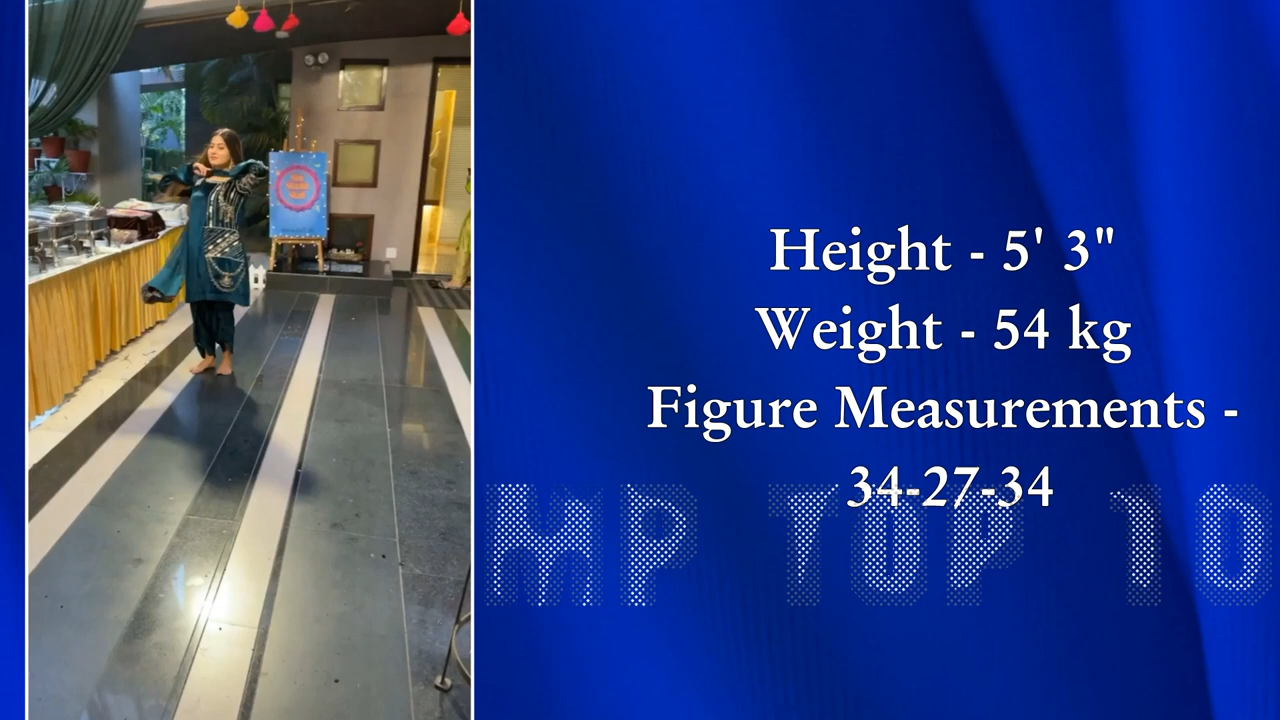 Height - 5' 3"
Weight - 54 kg
Figure Measurements -
34-27-34
MP TOP 10